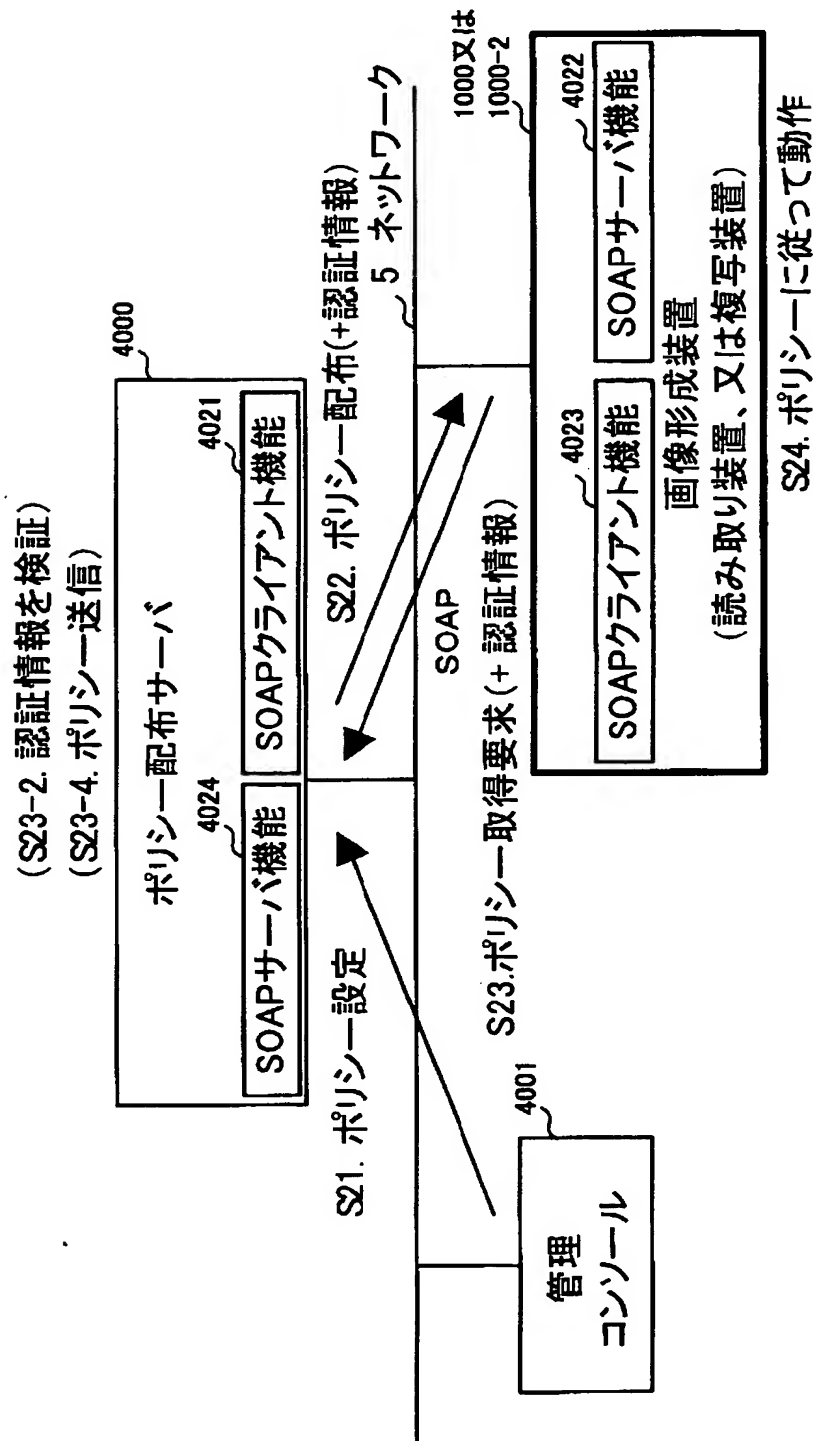 (S23-2. 認証情報を検証)
(S23-4. ポリシー送信)
4000
ポリシー配布サーバ
4024
SOAPサーバ機能
4021
SOAPクライアント機能
S21. ポリシー設定
S22. ポリシー配布(+認証情報)
5 ネットワーク
SOAP
S23.ポリシー取得要求(+ 認証情報)
4001
管理
コンソール
1000又は
1000-2
4023
SOAPクライアント機能
4022
SOAPサーバ機能
画像形成装置
(読み取り装置、又は複写装置)
S24. ポリシーに従って動作